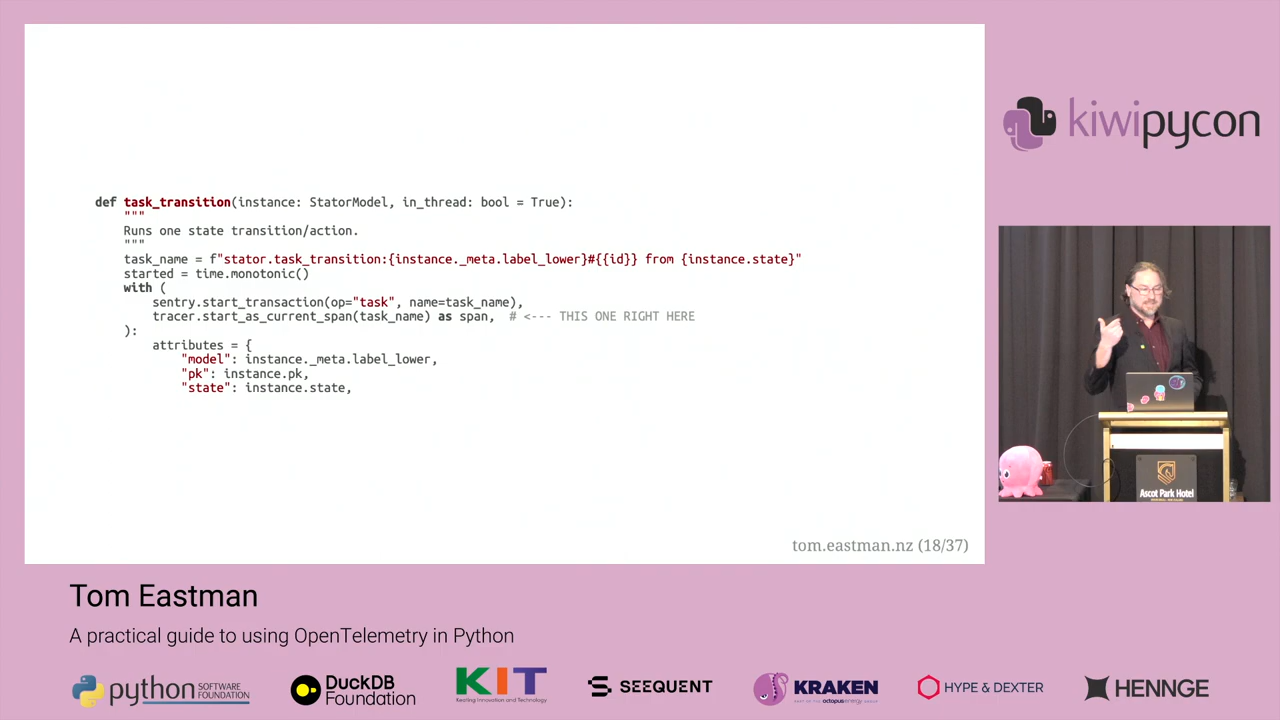 def task_transition(instance: StatorModel, in_thread: bool = True):
"""
Runs one state transition/action.
"""
task_name = f"stator.task_transition:{instance._meta.label_lower}#{{id}} from {instance.state}"
started = time.monotonic()
with (
sentry.start_transaction(op="task", name=task_name),
tracer.start_as_current_span(task_name) as span,  # <--- THIS ONE RIGHT HERE
):
attributes = {
"model": instance._meta.label_lower,
"pk": instance.pk,
"state": instance.state,
tom.eastman.nz (18/37)
kiwipycon
Ascot Park Hotel
Tom Eastman
A practical guide to using OpenTelemetry in Python
python SOFTWARE FOUNDATION
DuckDB Foundation
KIT
SEEQUENT
KRAKEN
HYPE & DEXTER
HENNGE